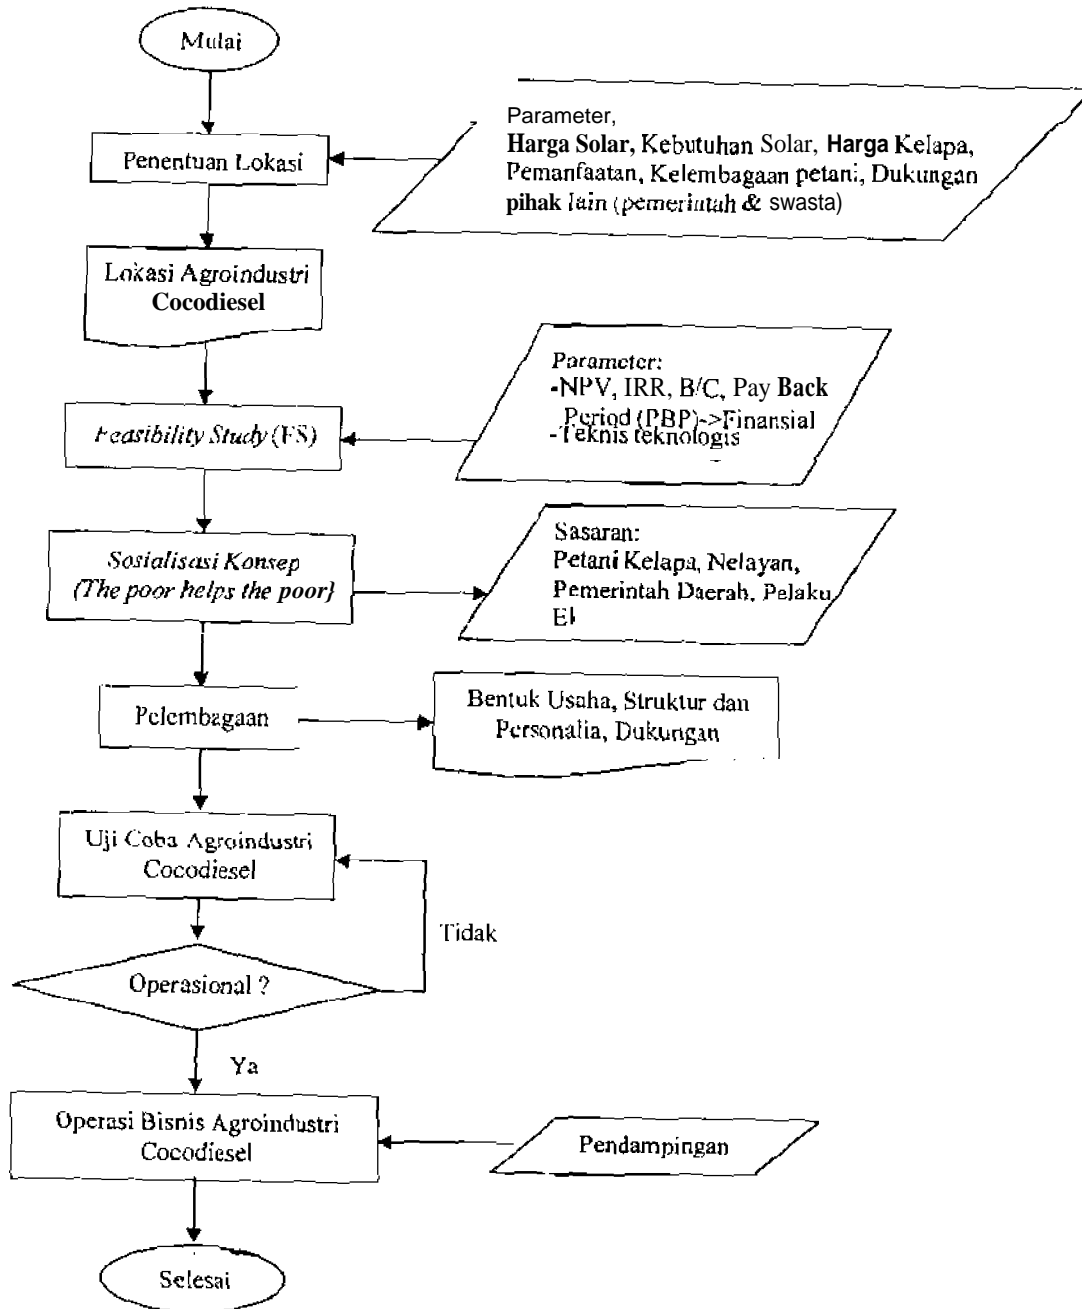 Mulai
Parameter,
Harga Solar, Kebutuhan Solar, Harga Kelapa,
Pemanfaatan, Kelembagaan petani, Dukungan
pihak lain (pemerintah & swasta)
Penentuan Lokasi
Lokasi Agroindustri
Cocodiesel
Parameter:
-NPV, IRR, B/C, Pay Back
Period (PBP)->Finansial
-Teknis teknologis
Feasibility Study (FS)
Sasaran:
Petani Kelapa, Nelayan,
Pemerintah Daerah, Pelaku
Sosialisasi Konsep
(The poor helps the poor}
Pelembagaan
Bentuk Usaha, Struktur dan
Personalia, Dukungan
Uji Coba Agroindustri
Cocodiesel
Tidak
Operasional ?
Ya
Operasi Bisnis Agroindustri
Cocodiesel
Pendampingan
Selesai